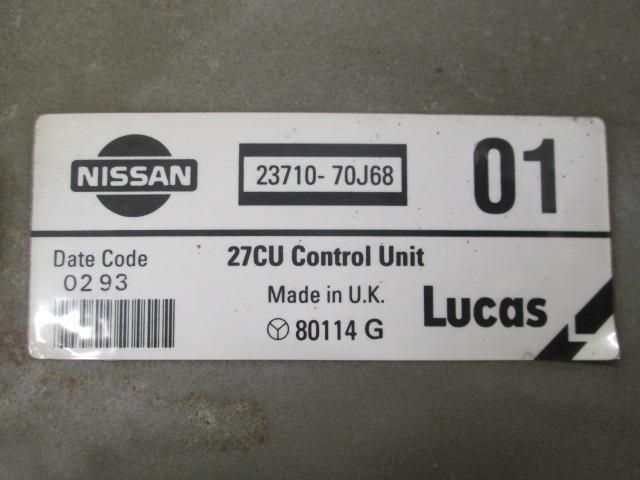 NISSAN
23710-70J68
01
Date Code
0293
27CU Control Unit
Made in U.K.
80114 G
Lucas